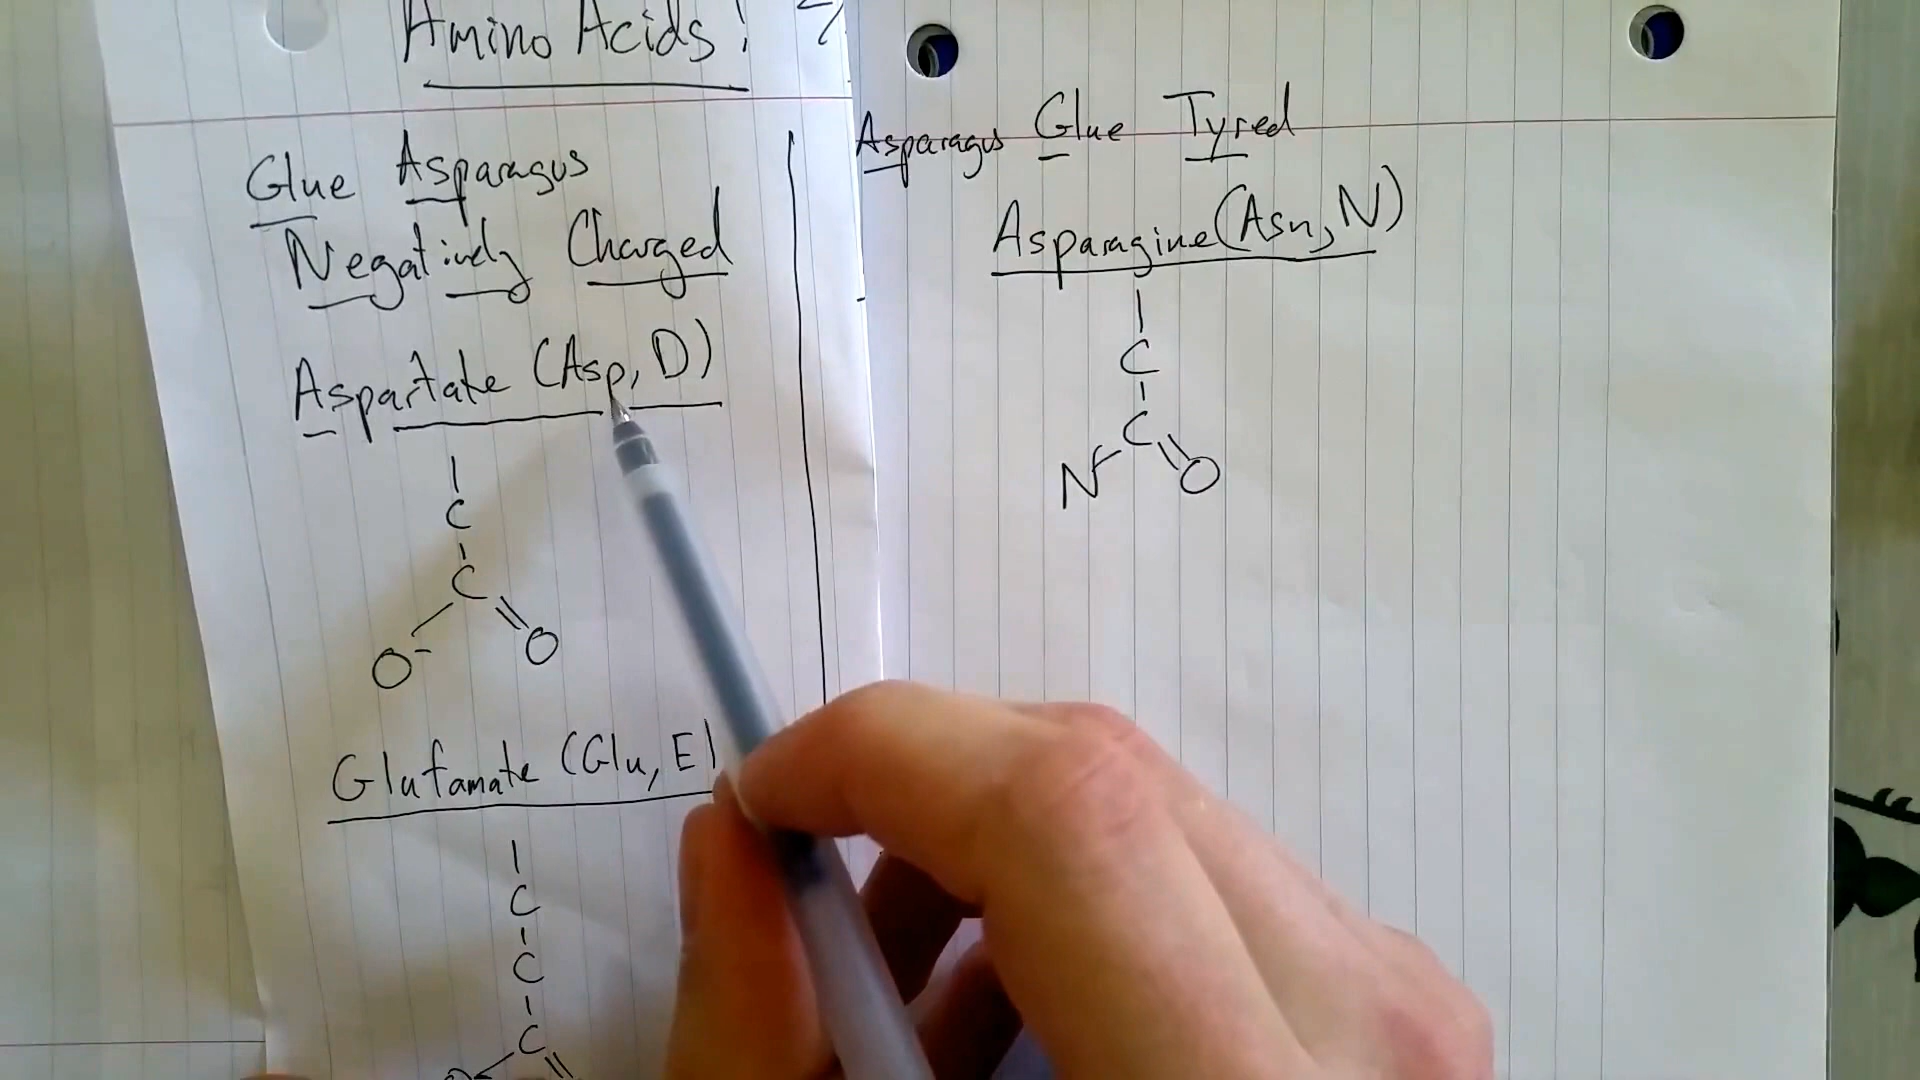 Amino Acids!
Glue Asparagus
Negatively Charged
Aspartate (Asp, D)
C
C
O- O
Glutamate (Glu, E)
C
C
C
Asparagus Glue Tyred
Asparagine (Asn, N)
C
C
N O